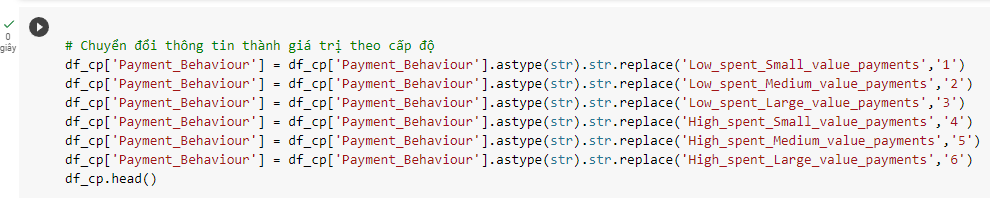 0
giây
# Chuyển đổi thông tin thành giá trị theo cấp độ
df_cp['Payment_Behaviour'] = df_cp['Payment_Behaviour'].astype(str).str.replace('Low_spent_Small_value_payments','1')
df_cp['Payment_Behaviour'] = df_cp['Payment_Behaviour'].astype(str).str.replace('Low_spent_Medium_value_payments','2')
df_cp['Payment_Behaviour'] = df_cp['Payment_Behaviour'].astype(str).str.replace('Low_spent_Large_value_payments','3')
df_cp['Payment_Behaviour'] = df_cp['Payment_Behaviour'].astype(str).str.replace('High_spent_Small_value_payments','4')
df_cp['Payment_Behaviour'] = df_cp['Payment_Behaviour'].astype(str).str.replace('High_spent_Medium_value_payments','5')
df_cp['Payment_Behaviour'] = df_cp['Payment_Behaviour'].astype(str).str.replace('High_spent_Large_value_payments','6')
df_cp.head()